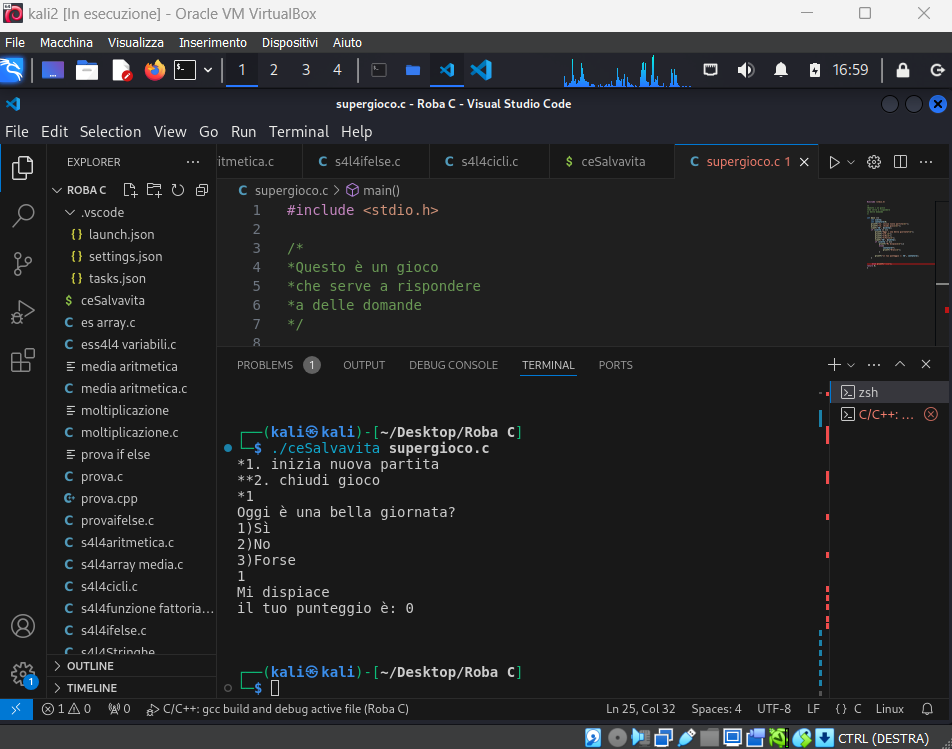 kali2 [In esecuzione] - Oracle VM VirtualBox
File Macchina Visualizza Inserimento Dispositivi Aiuto
1 2 3 4 16:59
supergioco.c - Roba C - Visual Studio Code
File Edit Selection View Go Run Terminal Help
EXPLORER
ROBA C
.vscode
{} launch.json
{} settings.json
{} tasks.json
$ ceSalvavita
C es array.c
C ess4l4 variabili.c
media aritmetica
C media aritmetica.c
moltiplicazione
C moltiplicazione.c
prova if else
C prova.c
prova.cpp
C provaifelse.c
C s4l4aritmetica.c
C s4l4array media.c
C s4l4cicli.c
C s4l4funzione fattoria...
C s4l4ifelse.c
C s4l4Stringhe
OUTLINE
TIMELINE
itmetica.c C s4l4ifelse.c C s4l4cicli.c $ ceSalvavita C supergioco.c 1
C supergioco.c > main()
1 #include <stdio.h>
2
3 /*
4 *Questo è un gioco
5 *che serve a rispondere
6 *a delle domande
7 */
8
PROBLEMS 1 OUTPUT DEBUG CONSOLE TERMINAL PORTS
zsh
C/C++: ...
┌──(kali㉿kali)-[~/Desktop/Roba C]
└─$ ./ceSalvavita supergioco.c
*1. inizia nuova partita
**2. chiudi gioco
*1
Oggi è una bella giornata?
1)Sì
2)No
3)Forse
1
Mi dispiace
il tuo punteggio è: 0
┌──(kali㉿kali)-[~/Desktop/Roba C]
└─$
1
1 0 0 C/C++: gcc build and debug active file (Roba C) Ln 25, Col 32 Spaces: 4 UTF-8 LF {} C Linux
CTRL (DESTRA)